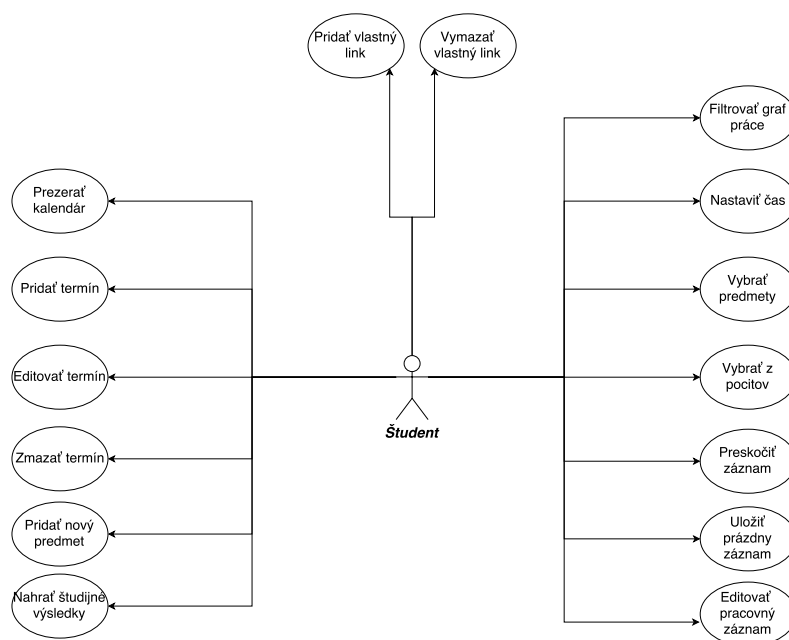 Pridať vlastný
link
Vymazať
vlastný link
Prezerať
kalendár
Pridať termín
Editovať termín
Zmazať termín
Pridať nový
predmet
Nahrať študijné
výsledky
Študent
Filtrovať graf
práce
Nastaviť čas
Vybrať
predmety
Vybrať z
pocitov
Preskočiť
záznam
Uložiť
prázdny
záznam
Editovať
pracovný
záznam